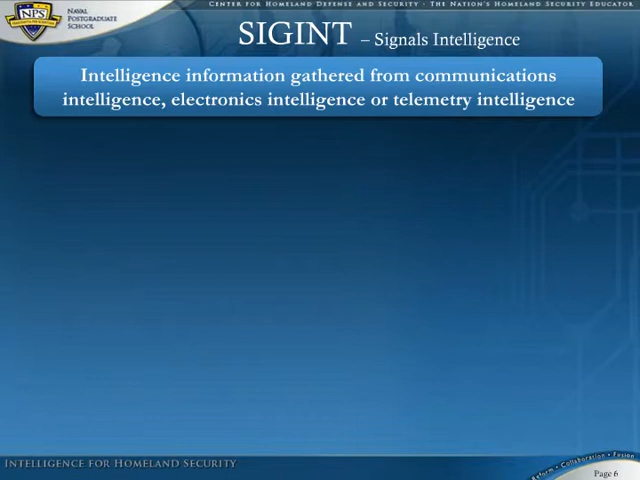 Center for Homeland Defense and Security · The Nation's Homeland Security Educator
NPS
Naval
Postgraduate
School
SIGINT – Signals Intelligence
Intelligence information gathered from communications
intelligence, electronics intelligence or telemetry intelligence
Intelligence for Homeland Security
Reform • Collaboration • Fusion
Page 6